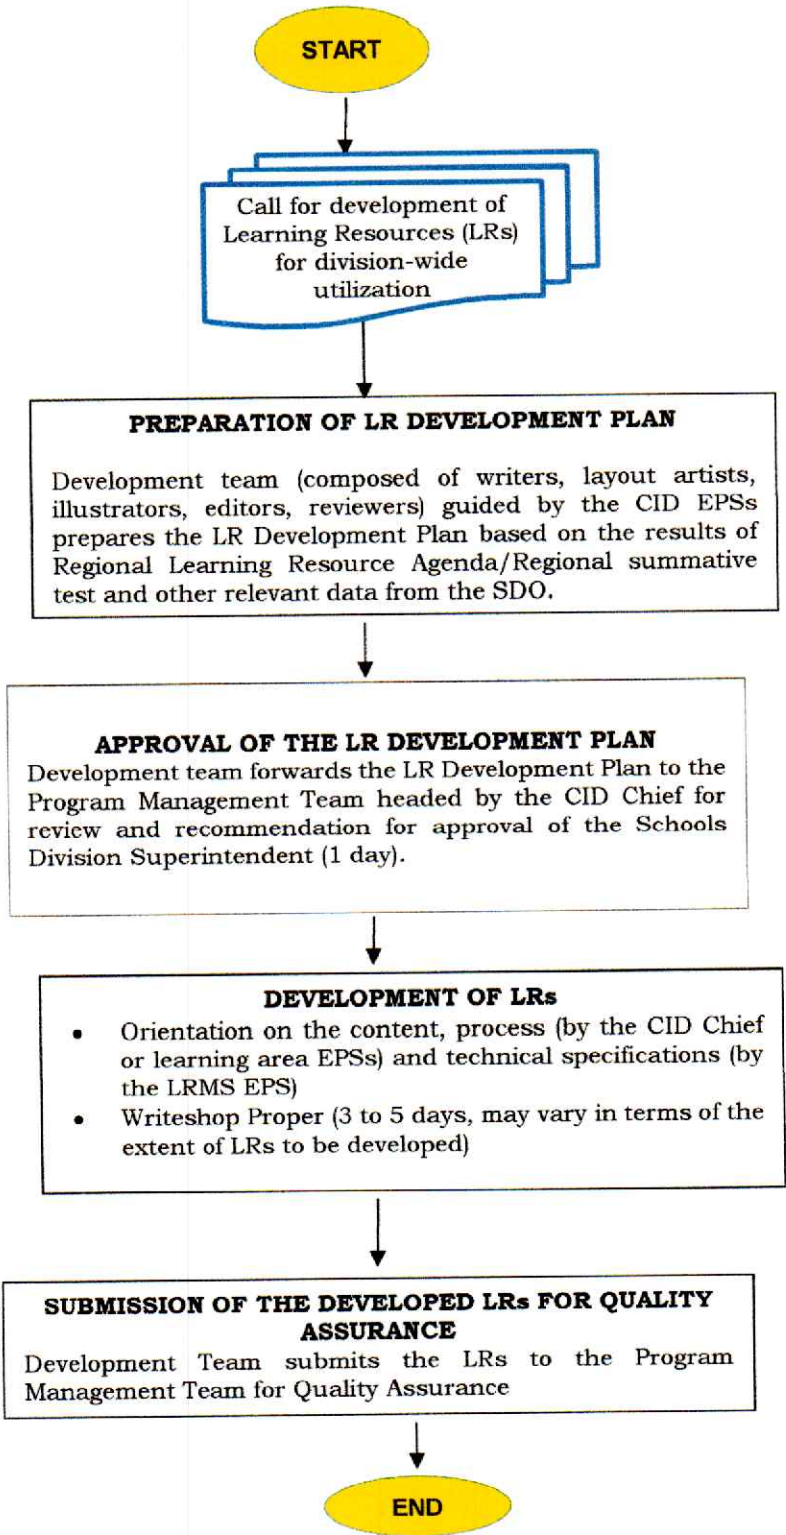 START
Call for development of
Learning Resources (LRs)
for division-wide
utilization
PREPARATION OF LR DEVELOPMENT PLAN
Development team (composed of writers, layout artists,
illustrators, editors, reviewers) guided by the CID EPSs
prepares the LR Development Plan based on the results of
Regional Learning Resource Agenda/Regional summative
test and other relevant data from the SDO.
APPROVAL OF THE LR DEVELOPMENT PLAN
Development team forwards the LR Development Plan to the
Program Management Team headed by the CID Chief for
review and recommendation for approval of the Schools
Division Superintendent (1 day).
DEVELOPMENT OF LRs
• Orientation on the content, process (by the CID Chief
or learning area EPSs) and technical specifications (by
the LRMS EPS)
• Writeshop Proper (3 to 5 days, may vary in terms of the
extent of LRs to be developed)
SUBMISSION OF THE DEVELOPED LRs FOR QUALITY
ASSURANCE
Development Team submits the LRs to the Program
Management Team for Quality Assurance
END